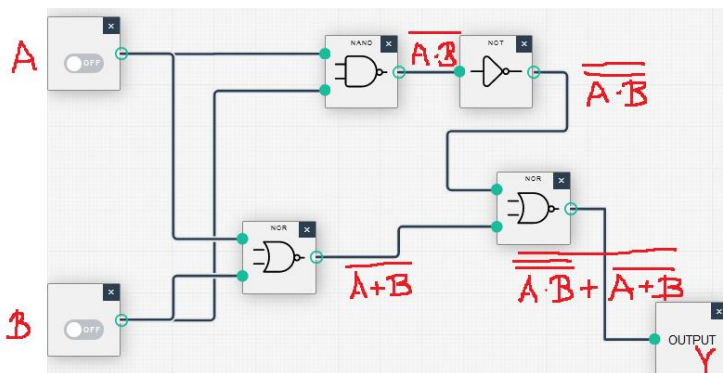 A
OFF
NAND
A·B
NOT
A·B
NOR
A+B
NOR
A·B + A+B
B
OFF
OUTPUT
Y